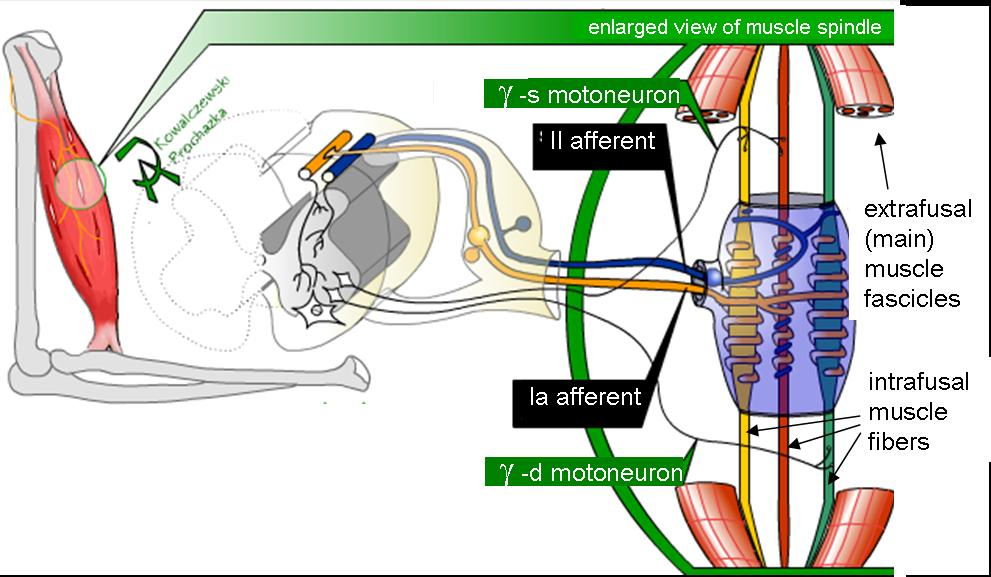 enlarged view of muscle spindle
Kowalczewski
Prochazka
γ -s motoneuron
II afferent
extrafusal
(main)
muscle
fascicles
Ia afferent
intrafusal
muscle
fibers
γ -d motoneuron